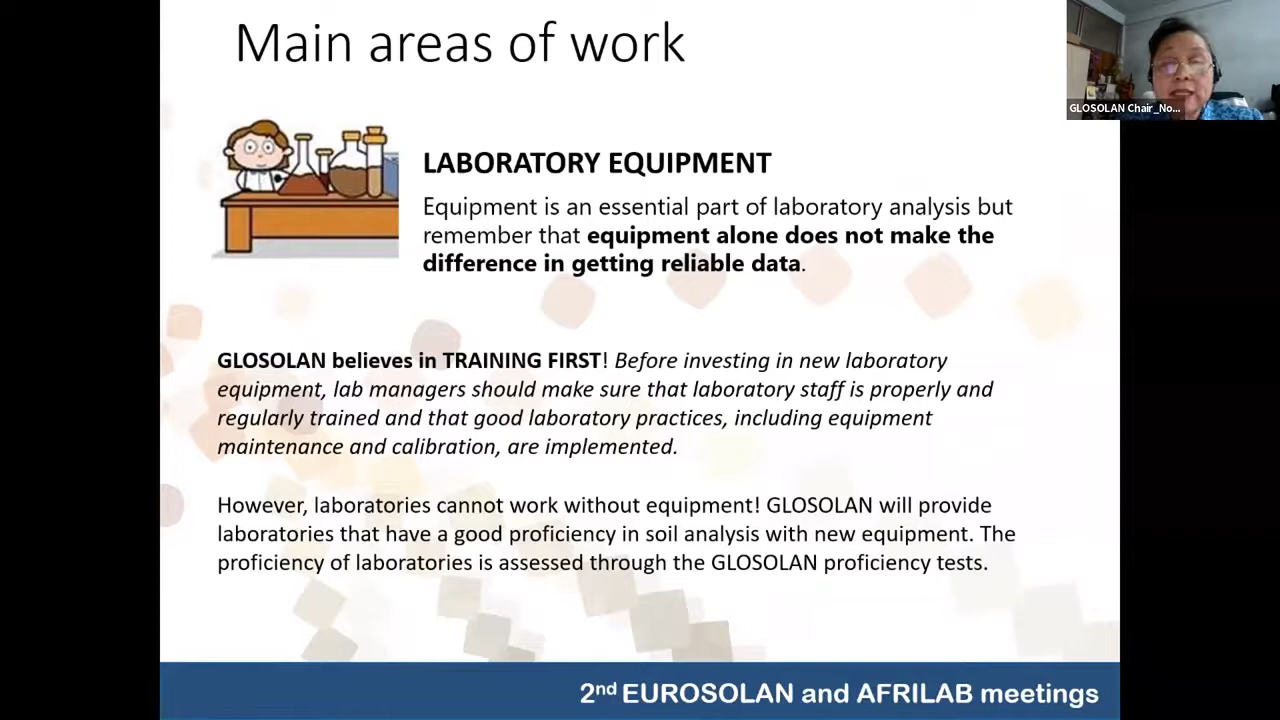 Main areas of work
GLOSOLAN Chair_No...
LABORATORY EQUIPMENT
Equipment is an essential part of laboratory analysis but
remember that equipment alone does not make the
difference in getting reliable data.
GLOSOLAN believes in TRAINING FIRST! Before investing in new laboratory
equipment, lab managers should make sure that laboratory staff is properly and
regularly trained and that good laboratory practices, including equipment
maintenance and calibration, are implemented.
However, laboratories cannot work without equipment! GLOSOLAN will provide
laboratories that have a good proficiency in soil analysis with new equipment. The
proficiency of laboratories is assessed through the GLOSOLAN proficiency tests.
2nd EUROSOLAN and AFRILAB meetings